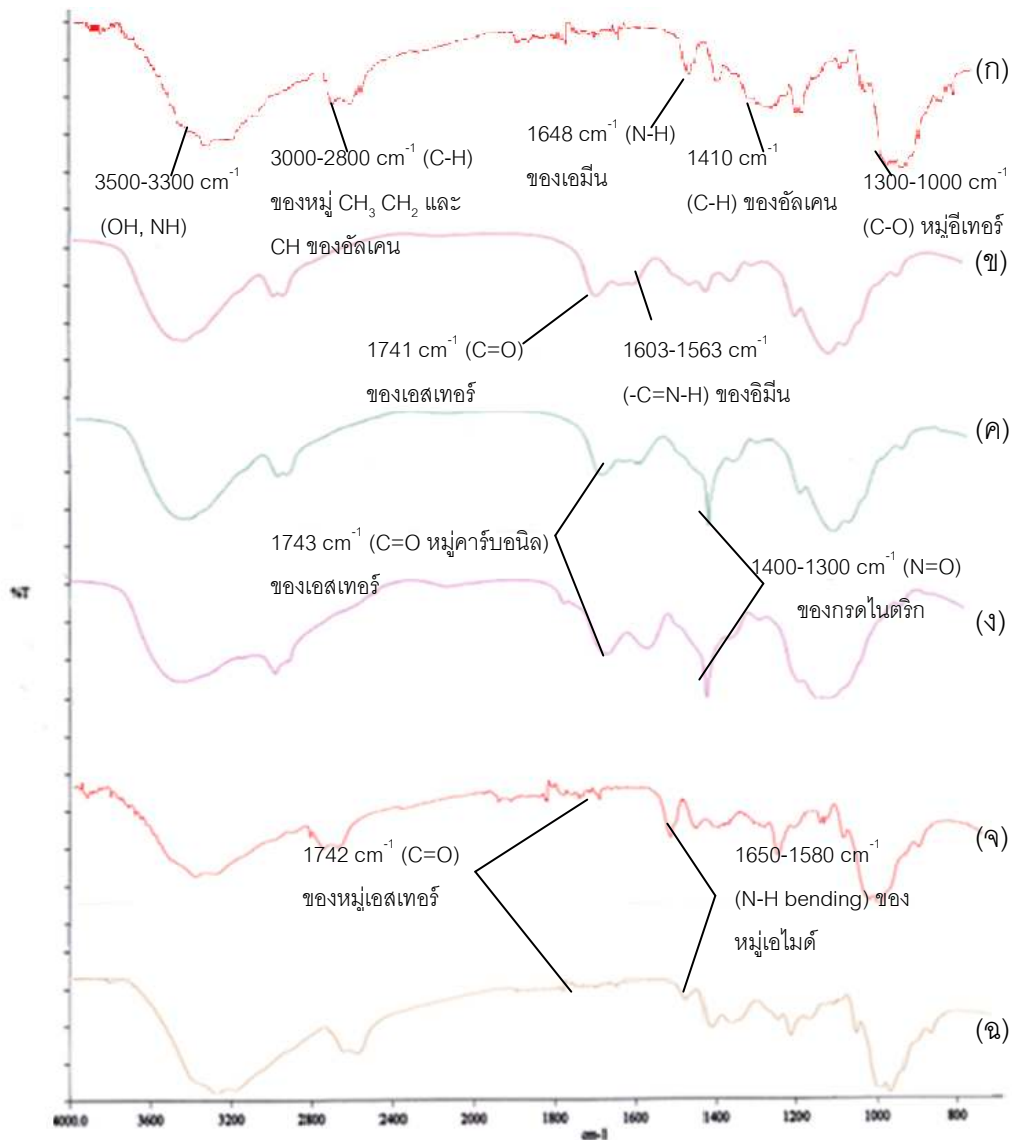 (ก)
1648 cm⁻¹ (N-H)
ของเอมีน
3000-2800 cm⁻¹ (C-H)
ของหมู่ CH₃ CH₂ และ
CH ของอัลเคน
1410 cm⁻¹
(C-H) ของอัลเคน
3500-3300 cm⁻¹
(OH, NH)
1300-1000 cm⁻¹
(C-O) หมู่อีเทอร์
(ข)
1741 cm⁻¹ (C=O)
ของเอสเทอร์
1603-1563 cm⁻¹
(-C=N-H) ของอิมีน
(ค)
1743 cm⁻¹ (C=O หมู่คาร์บอนิล)
ของเอสเทอร์
1400-1300 cm⁻¹ (N=O)
ของกรดไนตริก
%T
(ง)
(จ)
1742 cm⁻¹ (C=O)
ของหมู่เอสเทอร์
1650-1580 cm⁻¹
(N-H bending) ของ
หมู่เอไมด์
(ฉ)
4000.0 3600 3200 2800 2400 2000 1800 1600 1400 1200 1000 800
cm-1